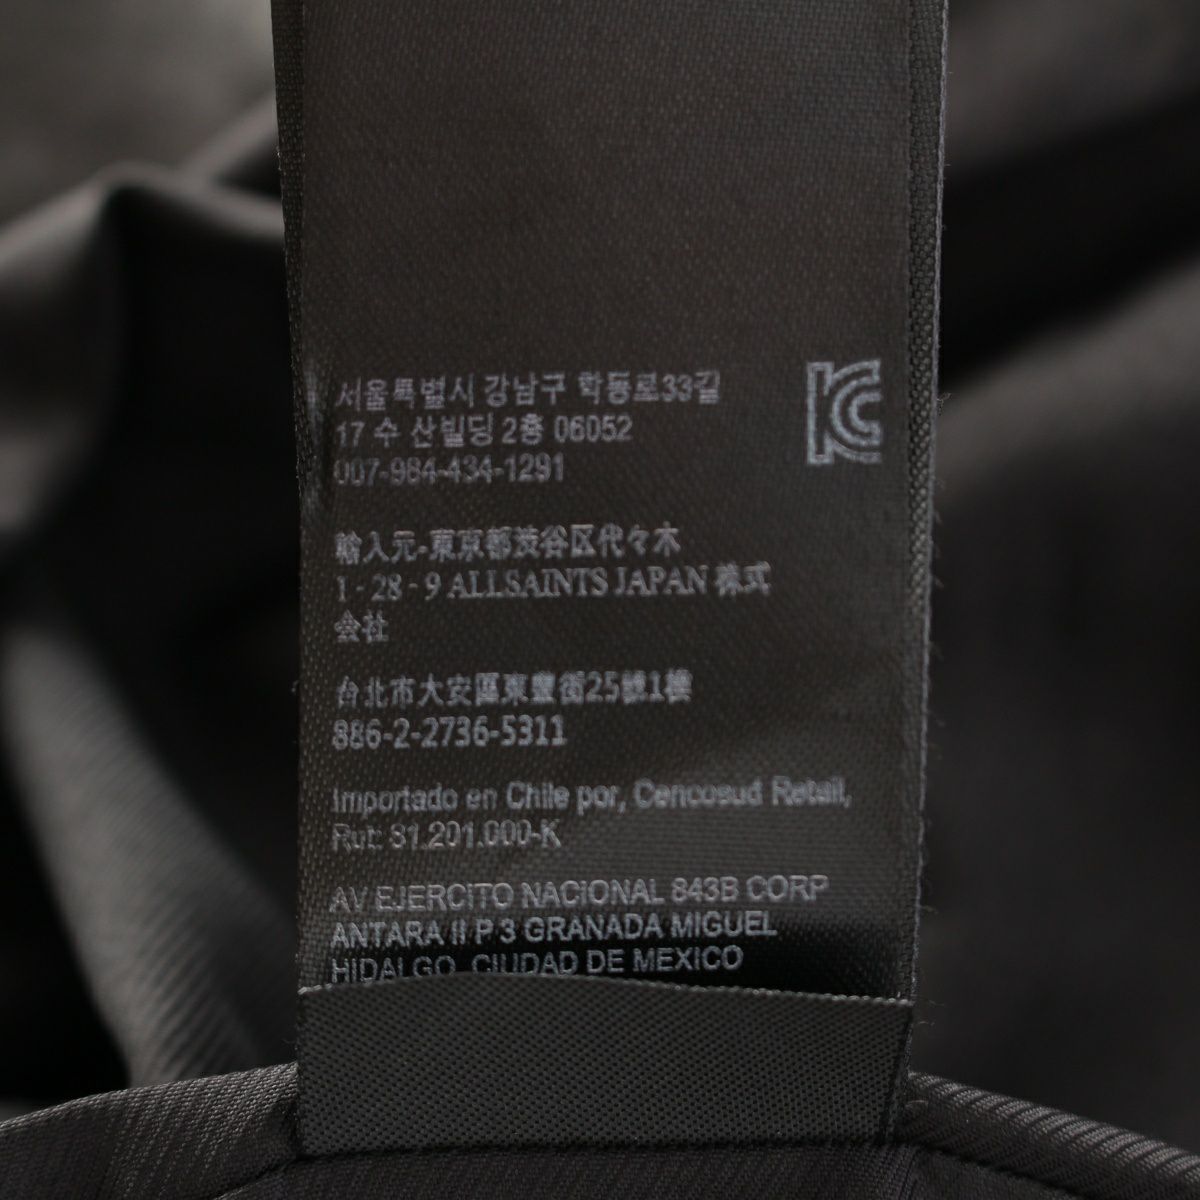 서울특별시 강남구 학동로33길
17 수 산빌딩 2층 06052
007-984-434-1291
KC
輸入元-東京都渋谷区代々木
1 - 28 - 9 ALLSAINTS JAPAN 株式
会社
台北市大安區東豐街25號1樓
886-2-2736-5311
Importado en Chile por, Cencosud Retail,
Rut: 81.201.000-K
AV EJERCITO NACIONAL 843B CORP
ANTARA II P 3 GRANADA MIGUEL
HIDALGO, CIUDAD DE MEXICO